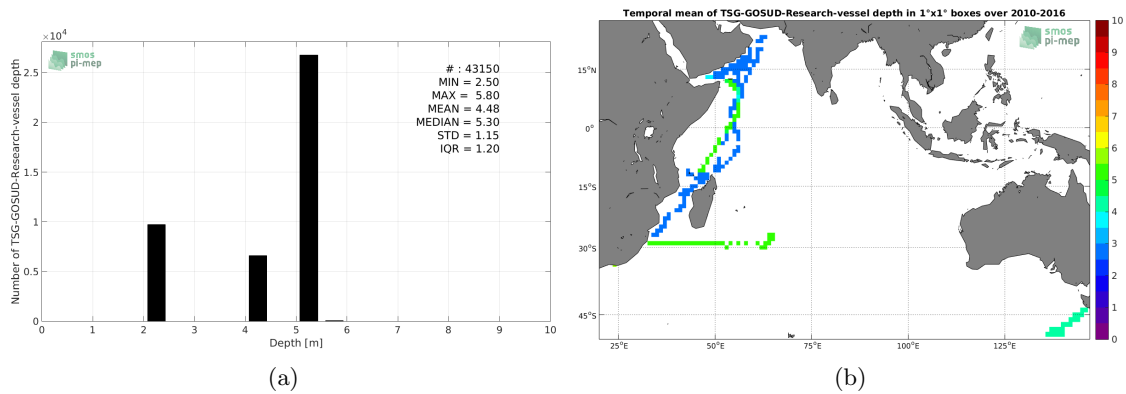 smos
pi-mep
×10⁴
# : 43150
MIN = 2.50
MAX = 5.80
MEAN = 4.48
MEDIAN = 5.30
STD = 1.15
IQR = 1.20
Number of TSG-GOSUD-Research-vessel depth
2.5
2
1.5
1
0.5
0
0 1 2 3 4 5 6 7 8 9 10
Depth [m]
(a)
Temporal mean of TSG-GOSUD-Research-vessel depth in 1°x1° boxes over 2010-2016
smos
pi-mep
15°N
0°
15°S
30°S
45°S
25°E 50°E 75°E 100°E 125°E
10
9
8
7
6
5
4
3
2
1
0
(b)